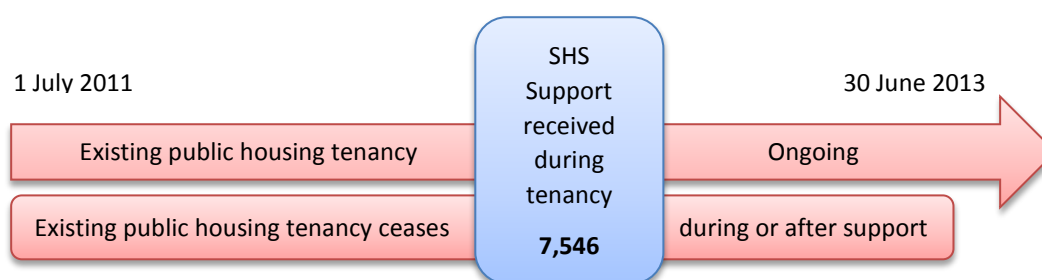 1 July 2011
30 June 2013
SHS
Support
received
during
tenancy
7,546
Existing public housing tenancy
Ongoing
Existing public housing tenancy ceases
during or after support